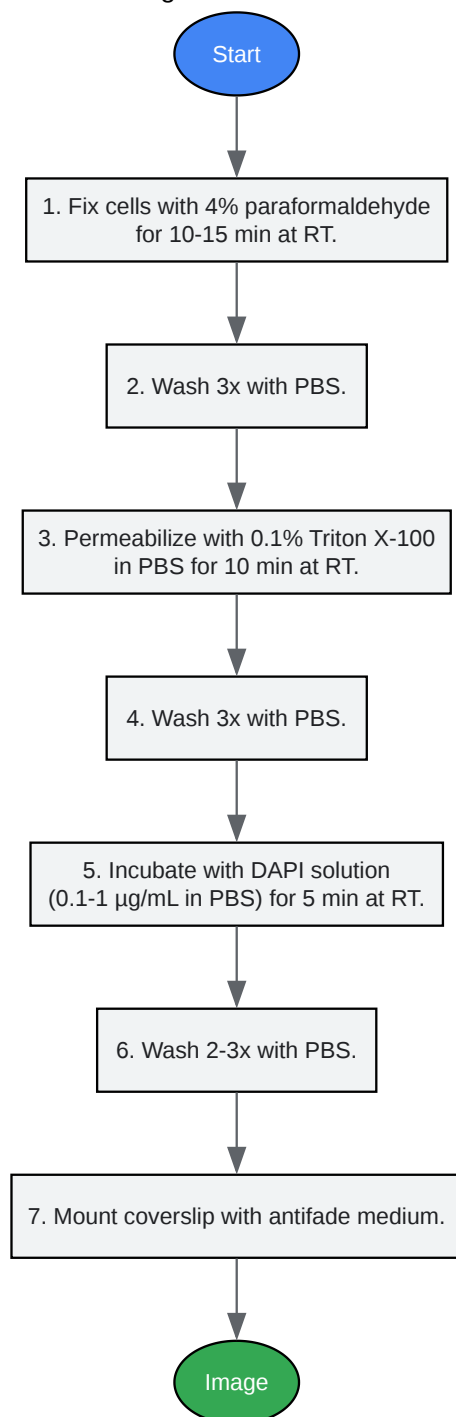 Start
1. Fix cells with 4% paraformaldehyde
for 10-15 min at RT.
2. Wash 3x with PBS.
3. Permeabilize with 0.1% Triton X-100
in PBS for 10 min at RT.
4. Wash 3x with PBS.
5. Incubate with DAPI solution
(0.1-1 µg/mL in PBS) for 5 min at RT.
6. Wash 2-3x with PBS.
7. Mount coverslip with antifade medium.
Image